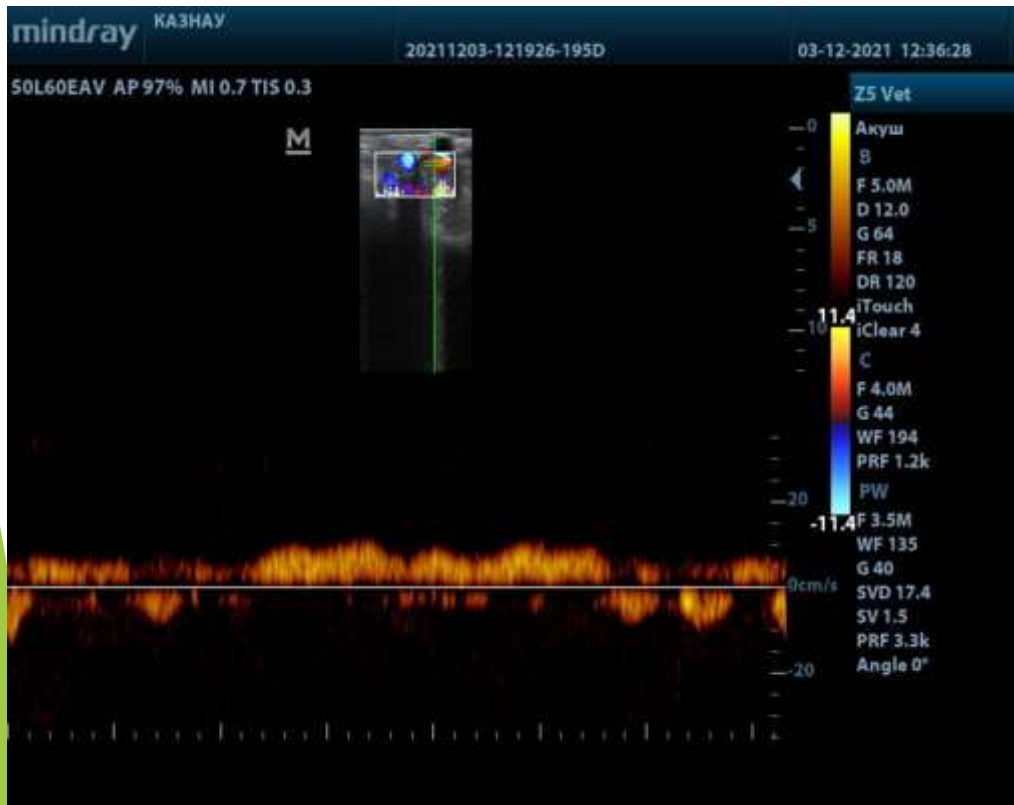 mindray КАЗНАУ
20211203-121926-195D 03-12-2021 12:36:28
50L60EAV AP 97% MI 0.7 TIS 0.3
Z5 Vet
M
0
Акуш
B
F 5.0M
D 12.0
5
G 64
FR 18
DR 120
11.4
iTouch
10
iClear 4
C
F 4.0M
G 44
WF 194
PRF 1.2k
20
PW
-11.4
F 3.5M
WF 135
0cm/s
G 40
SVD 17.4
SV 1.5
PRF 3.3k
-20
Angle 0°